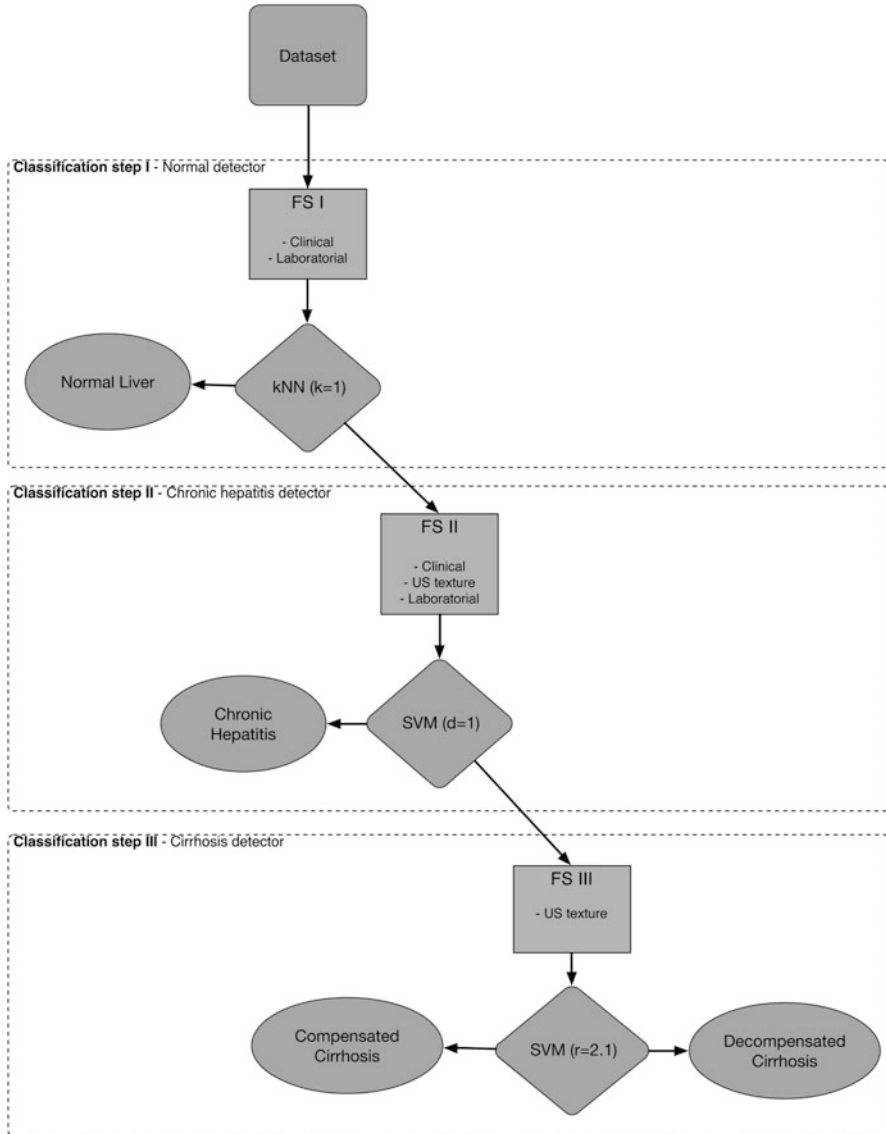 Dataset
Classification step I - Normal detector
FS I
- Clinical
- Laboratorial
Normal Liver
kNN (k=1)
Classification step II - Chronic hepatitis detector
FS II
- Clinical
- US texture
- Laboratorial
Chronic
Hepatitis
SVM (d=1)
Classification step III - Cirrhosis detector
FS III
- US texture
Compensated
Cirrhosis
SVM (r=2.1)
Decompensated
Cirrhosis